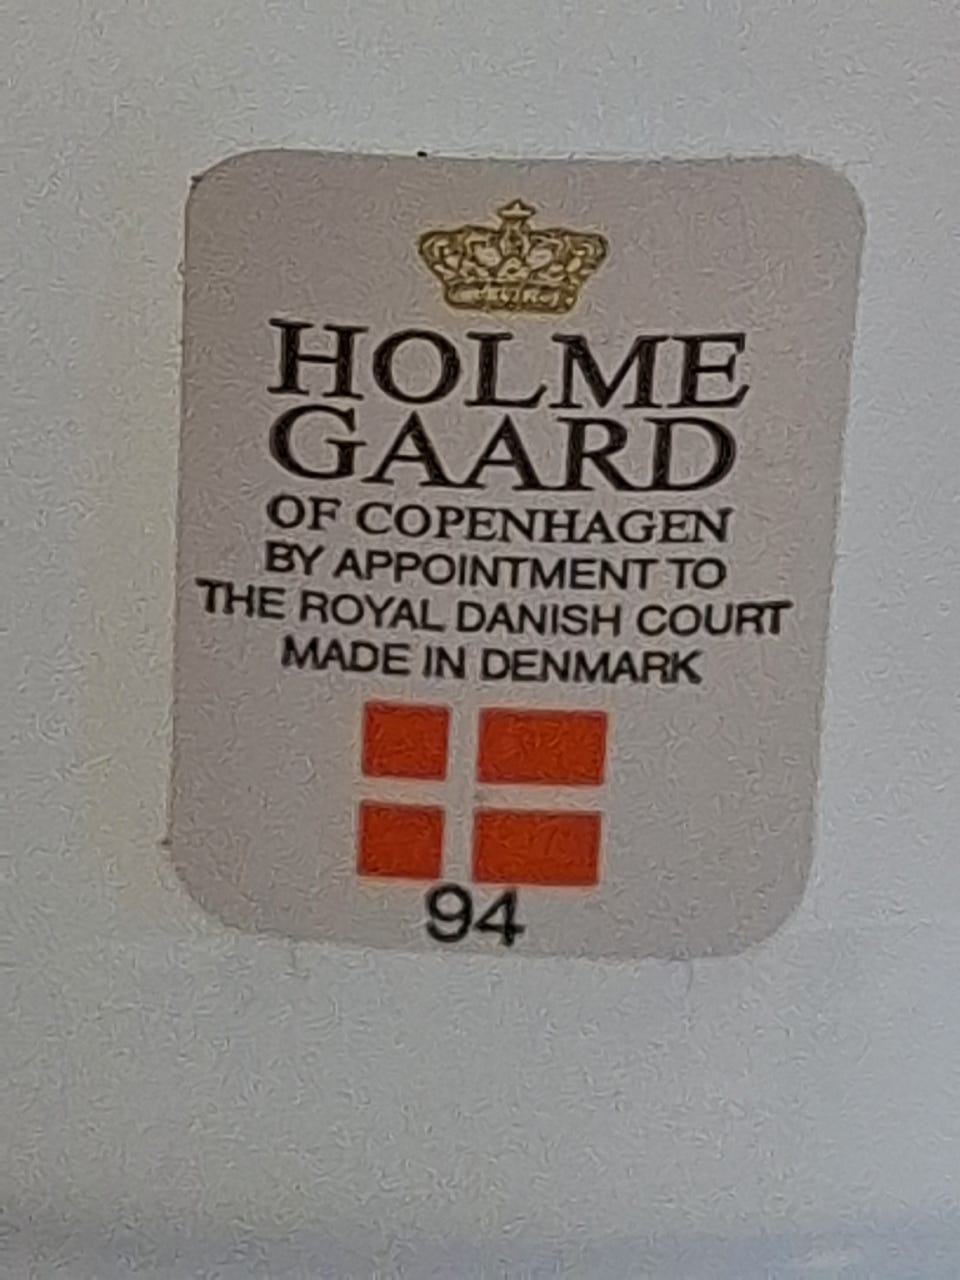 HOLME
GAARD
OF COPENHAGEN
BY APPOINTMENT TO
THE ROYAL DANISH COURT
MADE IN DENMARK
94